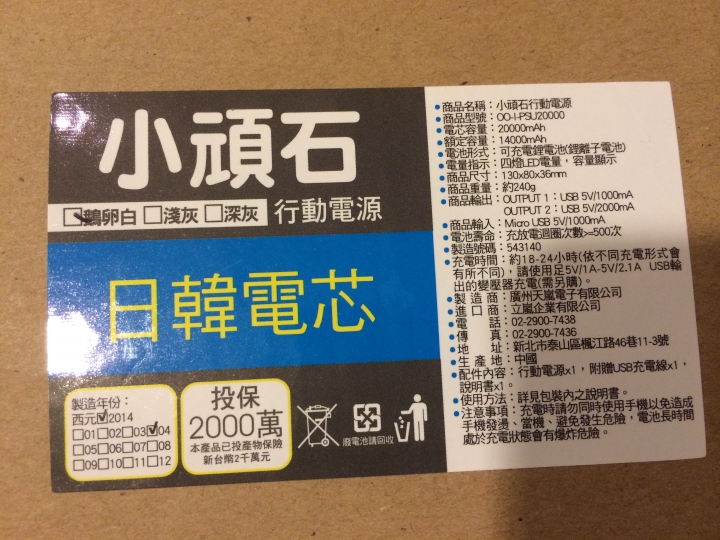 小頑石
☑鵝卵白 ☐淺灰 ☐深灰 行動電源
日韓電芯
製造年份：
西元☑2014
☐01☐02☐03☑04
☐05☐06☐07☐08
☐09☐10☐11☐12
投保
2000萬
本產品已投產物保險
新台幣2千萬元
廢電池請回收
•商品名稱：小頑石行動電源
•商品型號：OO-I-PSU20000
•電芯容量：20000mAh
•額定容量：14000mAh
•電池形式：可充電鋰電池(鋰離子電池)
•電量指示：四燈LED電量，容量顯示
•商品尺寸：130x80x36mm
•商品重量：約240g
•商品輸出：OUTPUT 1：USB 5V/1000mA
OUTPUT 2：USB 5V/2000mA
•商品輸入：Micro USB 5V/1000mA
•電池壽命：充放電迴圈次數>=500次
•製造號碼：543140
•充電時間：約18-24小時(依不同充電形式會
有所不同)，請使用足5V/1A-5V/2.1A USB輸
出的變壓器充電(需另購)。
•製造商：廣州天嵐電子有限公司
•進口商：立嵐企業有限公司
•電話：02-2900-7438
•傳真：02-2900-7436
•地址：新北市泰山區楓江路46巷11-3號
•生產地：中國
•配件內容：行動電源x1，附贈USB充電線x1，
說明書x1。
•使用方法：詳見包裝內之說明書。
•注意事項：充電時請勿同時使用手機以免造成
手機發燙、當機、避免發生危險，電池長時間
處於充電狀態會有爆炸危險。